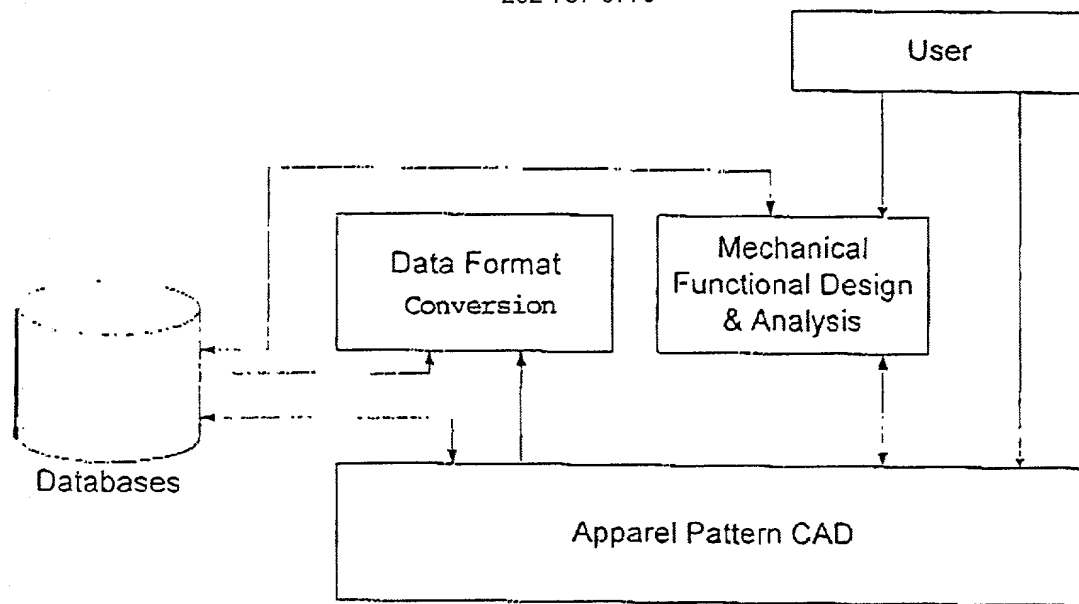 User
Data Format
Conversion
Mechanical
Functional Design
& Analysis
Databases
Apparel Pattern CAD